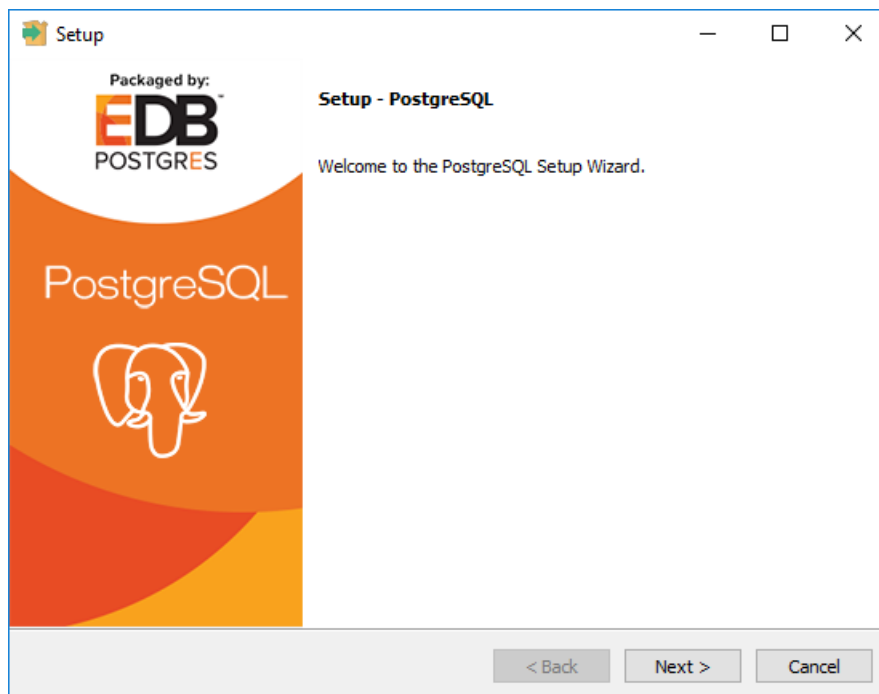 Setup
Packaged by:
EDB
POSTGRES
PostgreSQL
Setup - PostgreSQL
Welcome to the PostgreSQL Setup Wizard.
< Back
Next >
Cancel